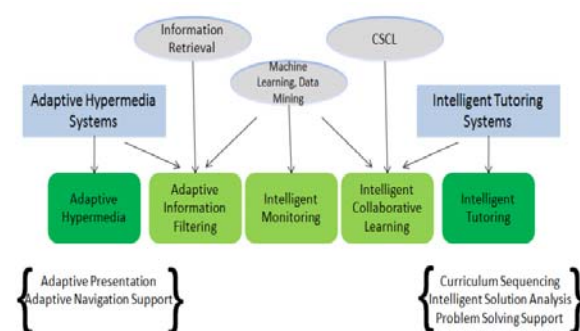 Information
Retrieval
CSCL
Machine
Learning, Data
Mining
Adaptive Hypermedia
Systems
Intelligent Tutoring
Systems
Adaptive
Hypermedia
Adaptive
Information
Filtering
Intelligent
Monitoring
Intelligent
Collaborative
Learning
Intelligent
Tutoring
Adaptive Presentation
Adaptive Navigation Support
Curriculum Sequencing
Intelligent Solution Analysis
Problem Solving Support